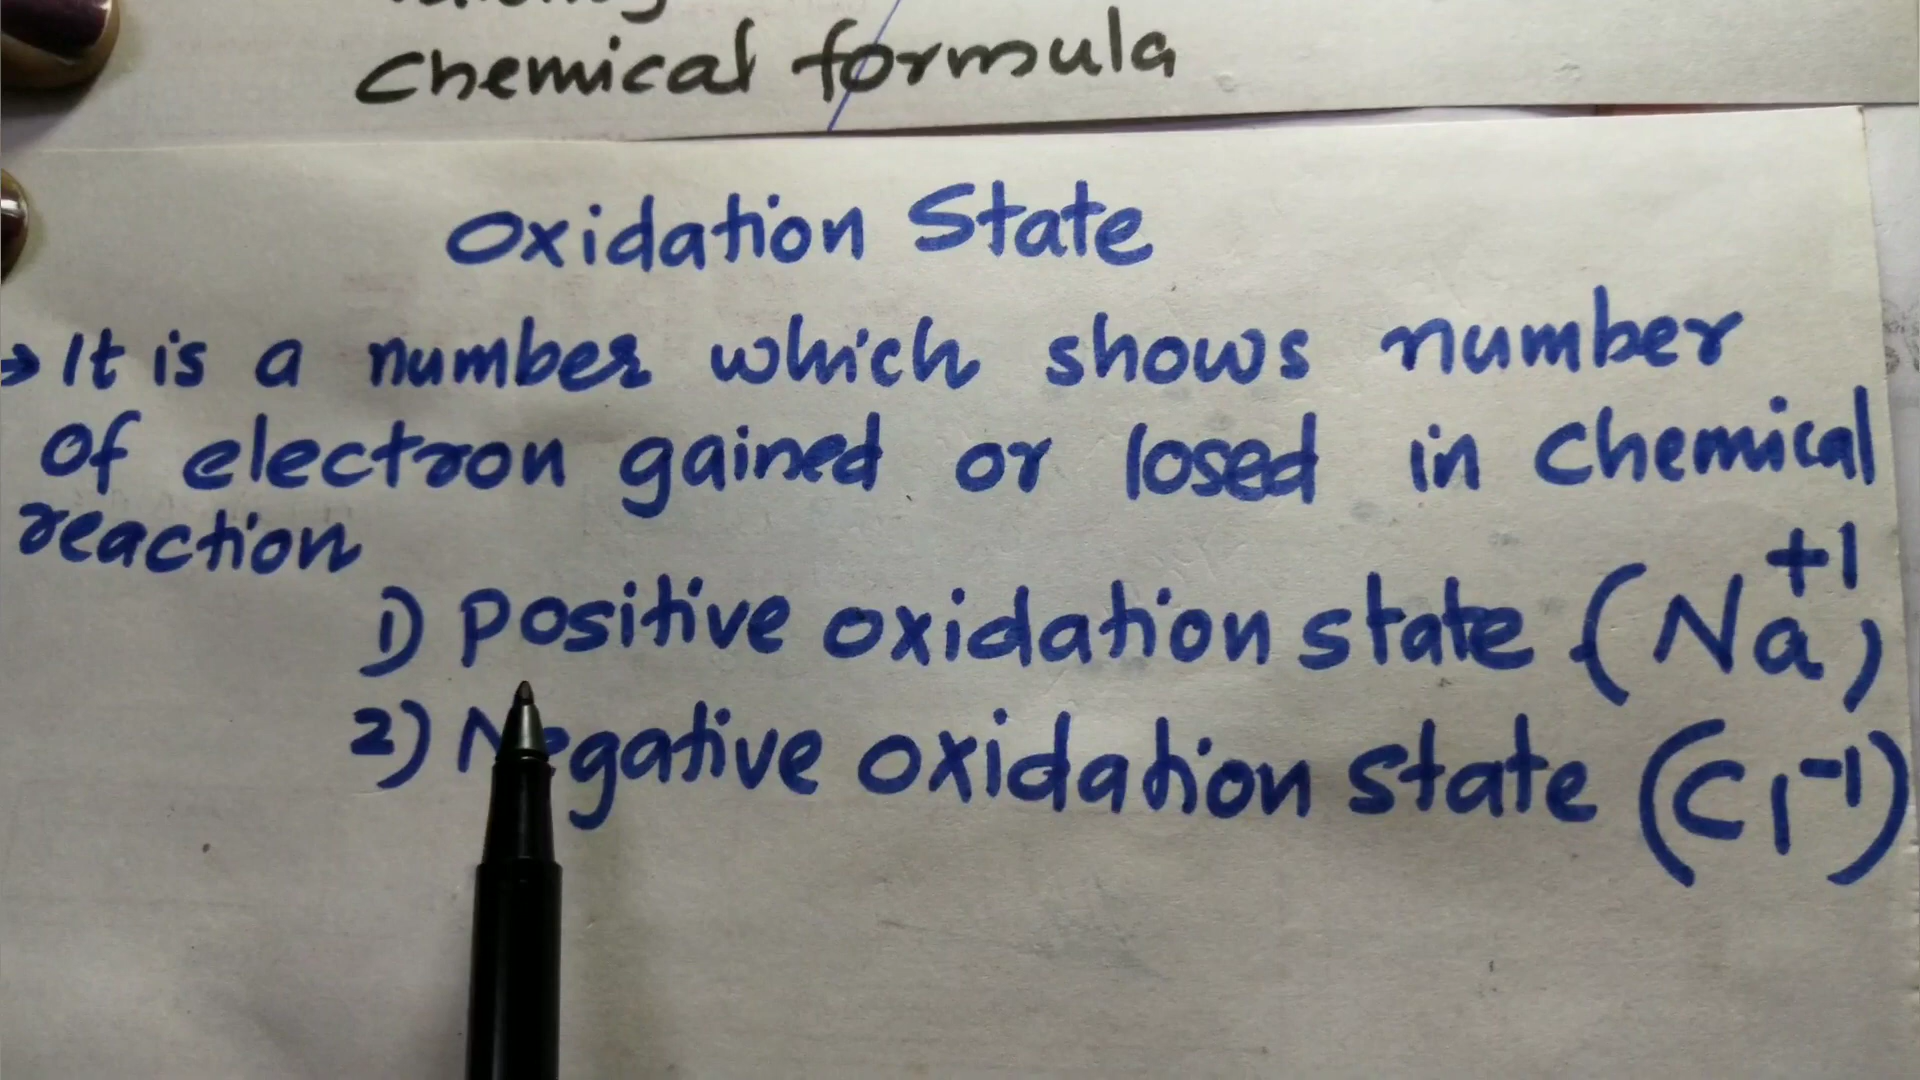 Chemical formula
Oxidation State
→ It is a number which shows number
of electron gained or losed in chemical
reaction
1) Positive oxidation state (Na+1)
2) Negative oxidation state (Cl-1)